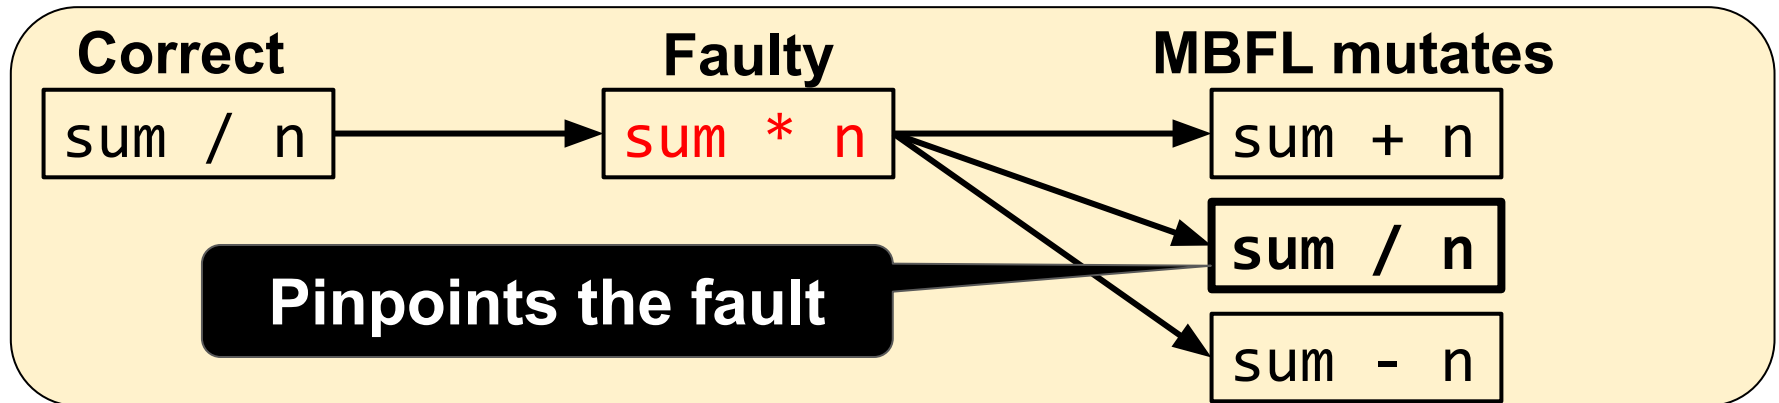 Correct
Faulty
MBFL mutates
sum / n
sum * n
sum + n
sum / n
Pinpoints the fault
sum - n